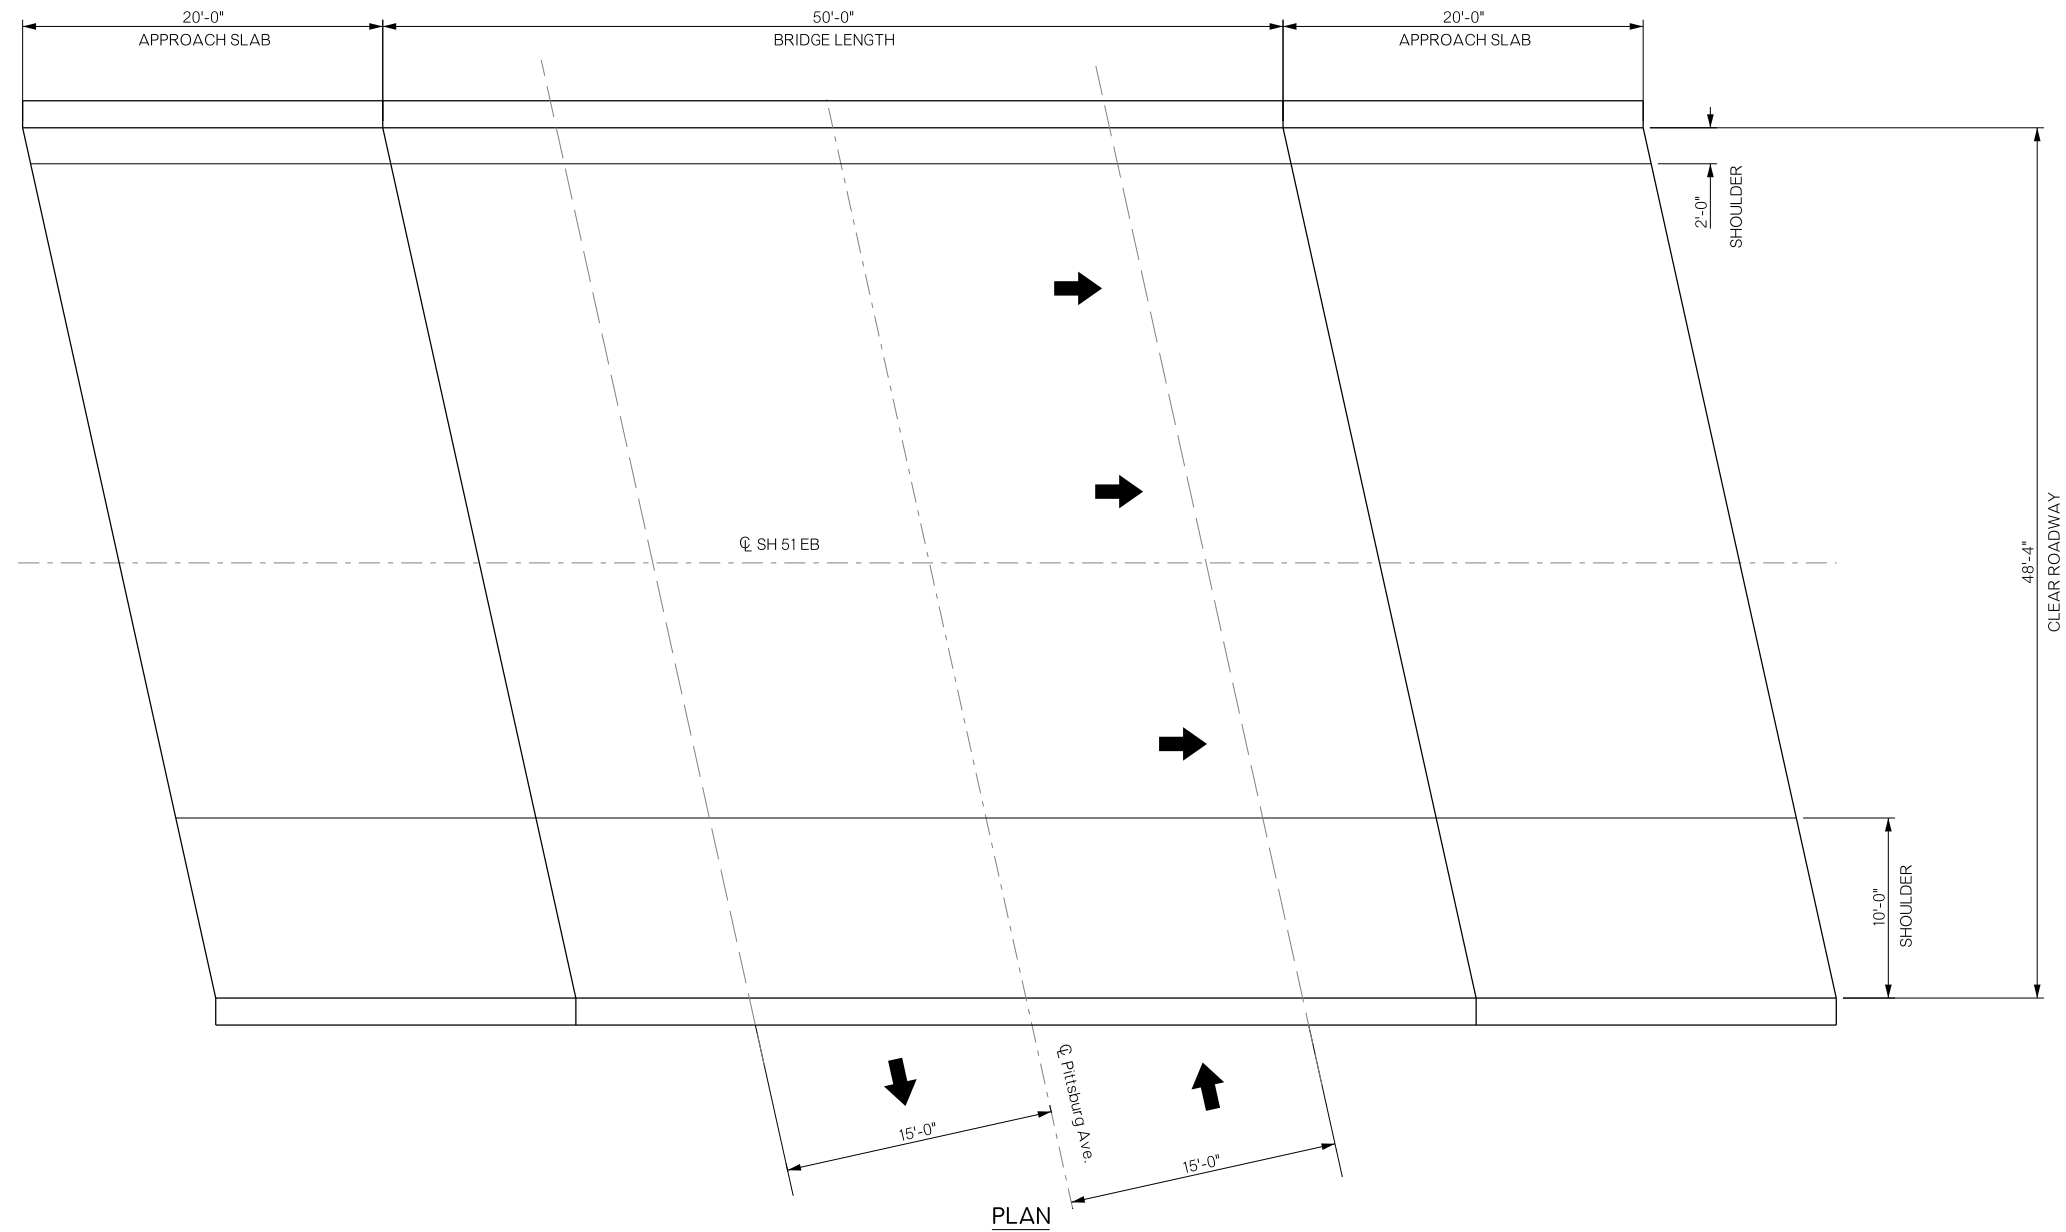 20'-0"
APPROACH SLAB
50'-0"
BRIDGE LENGTH
20'-0"
APPROACH SLAB
2'-0"
SHOULDER
℄ SH 51 EB
48'-4"
CLEAR ROADWAY
10'-0"
SHOULDER
℄ Pittsburg Ave.
15'-0"
15'-0"
PLAN